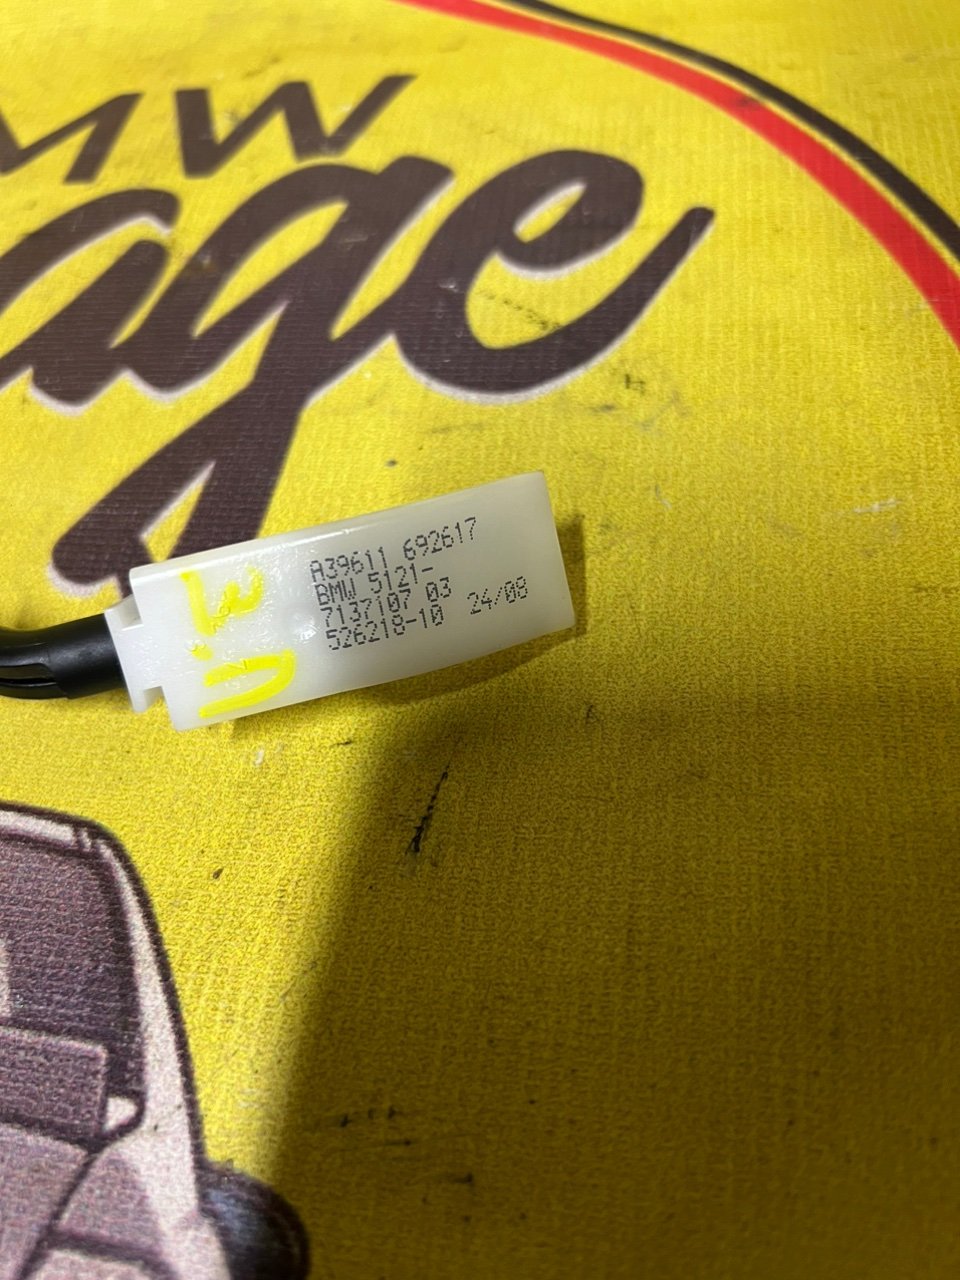 MW
age
A39611 692617
BMW 5121-
7137107 03
526218-10 24/08